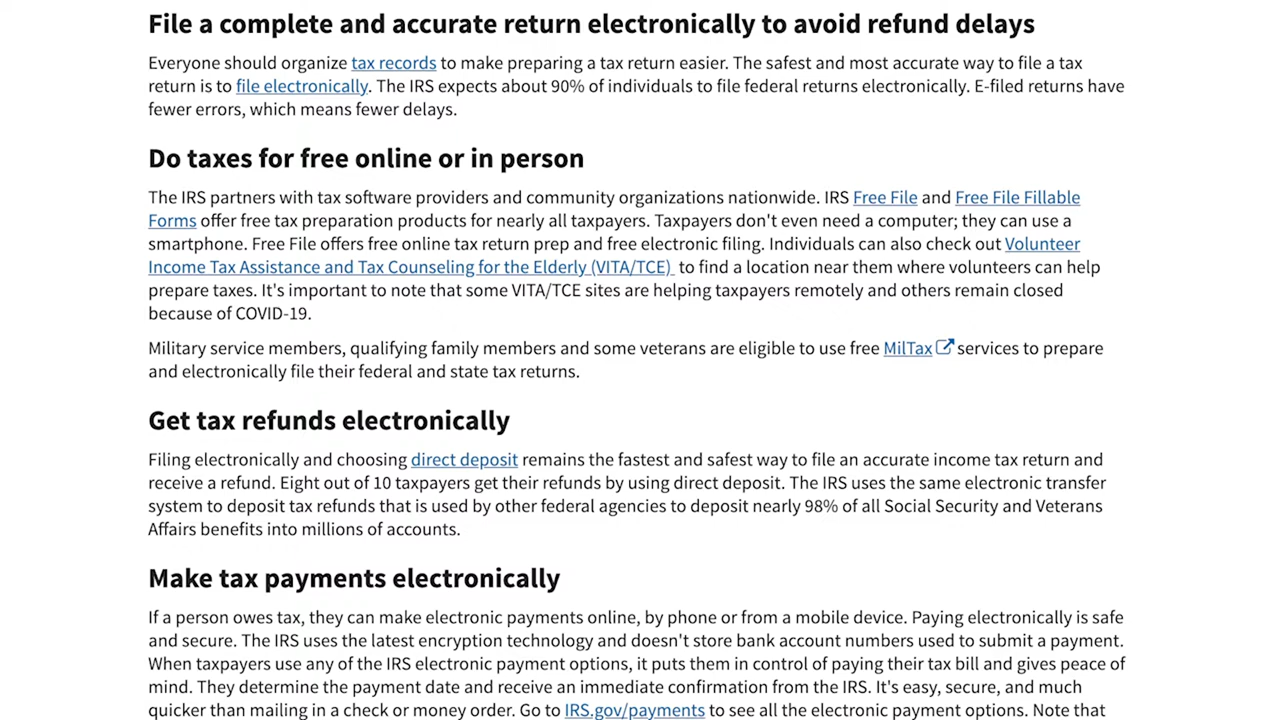 File a complete and accurate return electronically to avoid refund delays
Everyone should organize tax records to make preparing a tax return easier. The safest and most accurate way to file a tax
return is to file electronically. The IRS expects about 90% of individuals to file federal returns electronically. E-filed returns have
fewer errors, which means fewer delays.
Do taxes for free online or in person
The IRS partners with tax software providers and community organizations nationwide. IRS Free File and Free File Fillable
Forms offer free tax preparation products for nearly all taxpayers. Taxpayers don't even need a computer; they can use a
smartphone. Free File offers free online tax return prep and free electronic filing. Individuals can also check out Volunteer
Income Tax Assistance and Tax Counseling for the Elderly (VITA/TCE) to find a location near them where volunteers can help
prepare taxes. It's important to note that some VITA/TCE sites are helping taxpayers remotely and others remain closed
because of COVID-19.
Military service members, qualifying family members and some veterans are eligible to use free MilTax services to prepare
and electronically file their federal and state tax returns.
Get tax refunds electronically
Filing electronically and choosing direct deposit remains the fastest and safest way to file an accurate income tax return and
receive a refund. Eight out of 10 taxpayers get their refunds by using direct deposit. The IRS uses the same electronic transfer
system to deposit tax refunds that is used by other federal agencies to deposit nearly 98% of all Social Security and Veterans
Affairs benefits into millions of accounts.
Make tax payments electronically
If a person owes tax, they can make electronic payments online, by phone or from a mobile device. Paying electronically is safe
and secure. The IRS uses the latest encryption technology and doesn't store bank account numbers used to submit a payment.
When taxpayers use any of the IRS electronic payment options, it puts them in control of paying their tax bill and gives peace of
mind. They determine the payment date and receive an immediate confirmation from the IRS. It's easy, secure, and much
quicker than mailing in a check or money order. Go to IRS.gov/payments to see all the electronic payment options. Note that